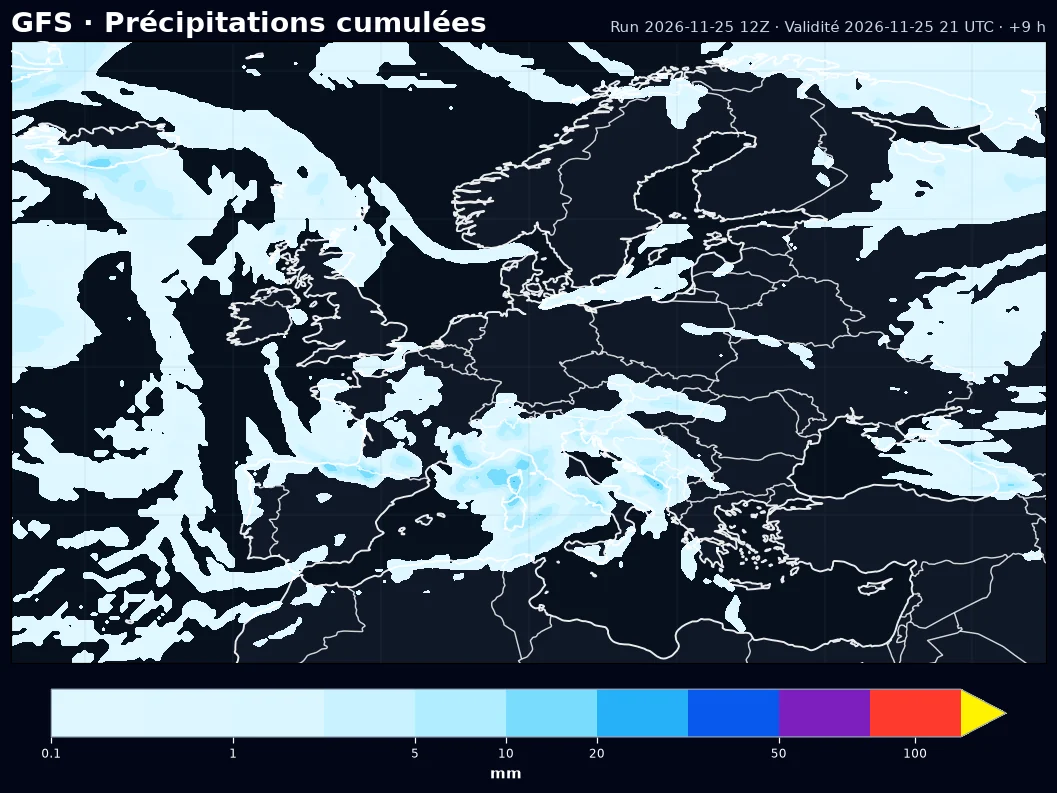 GFS · Précipitations cumulées
Run 2026-11-25 12Z · Validité 2026-11-25 21 UTC · +9 h
0.1 1 5 10 20 50 100
mm